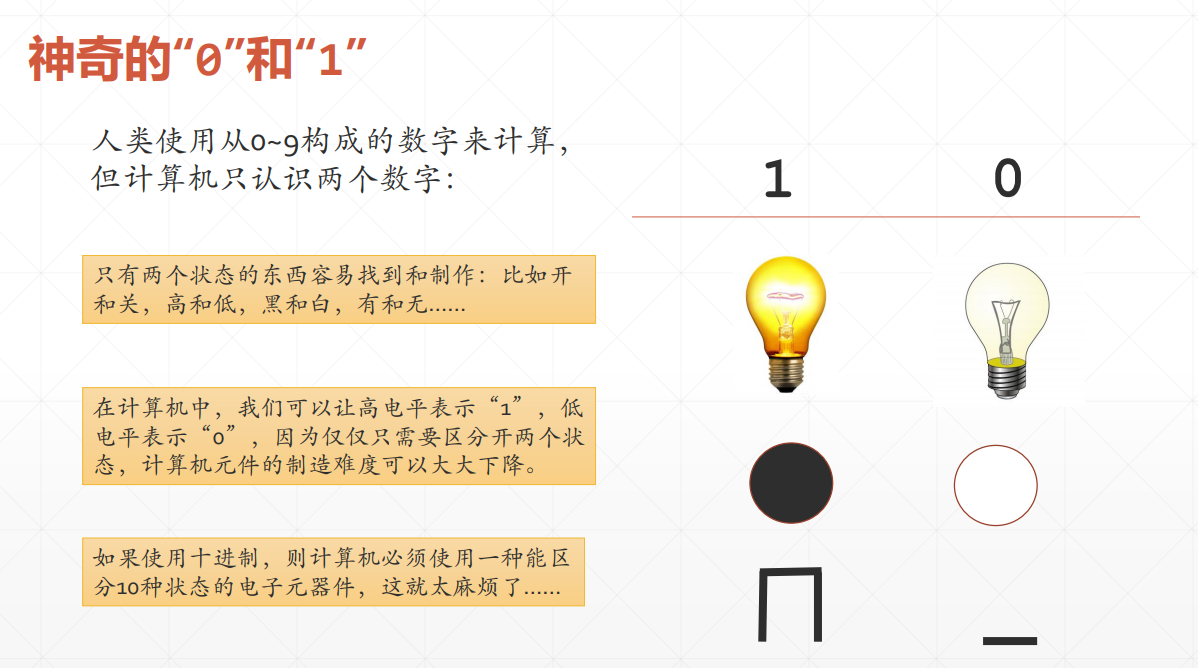 神奇的“0”和“1”
人类使用从0~9构成的数字来计算，
但计算机只认识两个数字：
1 0
只有两个状态的东西容易找到和制作：比如开
和关，高和低，黑和白，有和无……
在计算机中，我们可以让高电平表示“1”，低
电平表示“0”，因为仅仅只需要区分开两个状
态，计算机元件的制造难度可以大大下降。
如果使用十进制，则计算机必须使用一种能区
分10种状态的电子元器件，这就太麻烦了……